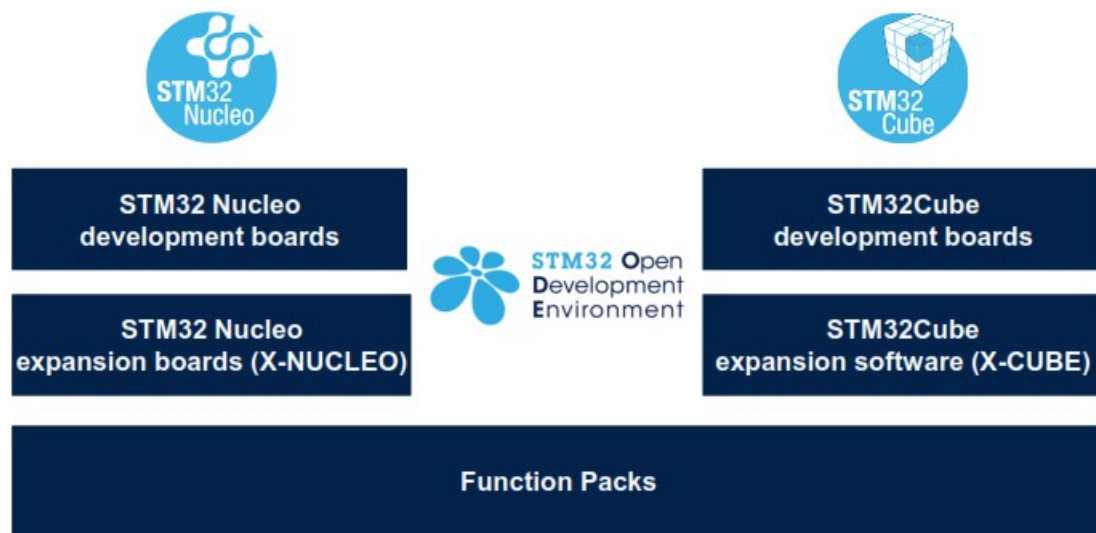 STM32
Nucleo
STM32
Cube
STM32 Nucleo
development boards
STM32Cube
development boards
STM32 Open
Development
Environment
STM32 Nucleo
expansion boards (X-NUCLEO)
STM32Cube
expansion software (X-CUBE)
Function Packs